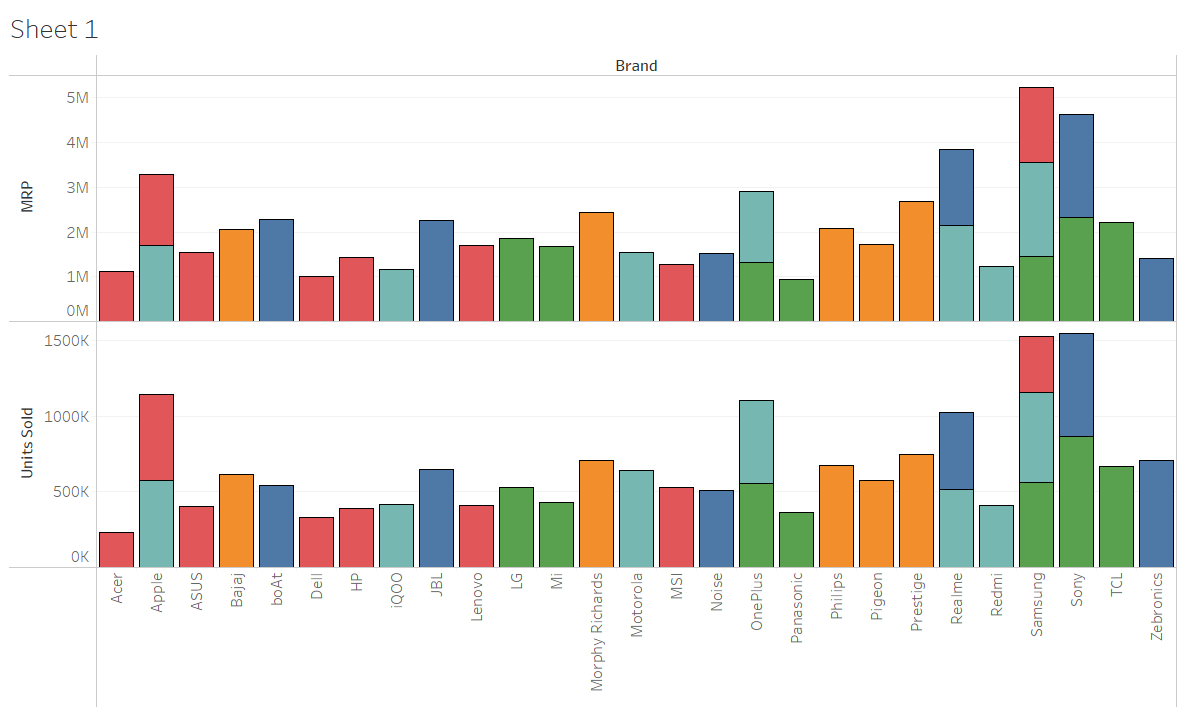 Sheet 1
Brand
MRP
5M
4M
3M
2M
1M
0M
Units Sold
1500K
1000K
500K
0K
Acer
Apple
ASUS
Bajaj
boAt
Dell
HP
iQOO
JBL
Lenovo
LG
Mi
Morphy Richards
Motorola
MSI
Noise
OnePlus
Panasonic
Philips
Pigeon
Prestige
Realme
Redmi
Samsung
Sony
TCL
Zebronics